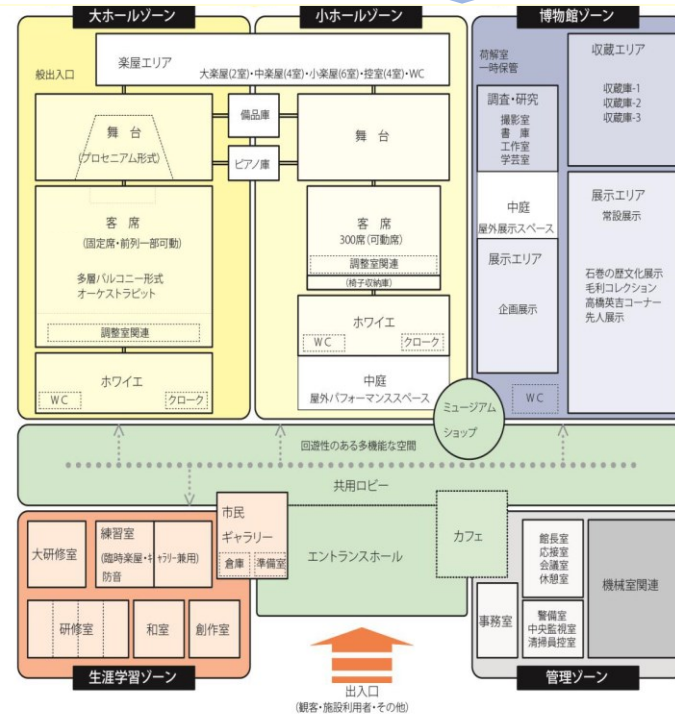 大ホールゾーン
小ホールゾーン
博物館ゾーン
般出入口
楽屋エリア
大楽屋(2室)・中楽屋(4室)・小楽屋(6室)・控室(4室)・WC
荷解室
一時保管
収蔵エリア
収蔵庫-1
収蔵庫-2
収蔵庫-3
調査・研究
撮影室
書　庫
工作室
学芸室
舞　台
(プロセニアム形式)
備品庫
ピアノ庫
舞　台
中庭
屋外展示スペース
展示エリア
常設展示
石巻の歴史文化展示
毛利コレクション
高橋英吉コーナー
先人展示
客　席
(固定席・前列一部可動)
多層バルコニー形式
オーケストラピット
調整室関連
客　席
300席(可動席)
調整室関連
(椅子収納庫)
展示エリア
企画展示
ホワイエ
WC
クローク
ホワイエ
WC
クローク
中庭
屋外パフォーマンススペース
WC
ミュージアム
ショップ
回遊性のある多機能な空間
共用ロビー
大研修室
練習室
(臨時楽屋・ギャラリー兼用)
防音
市民
ギャラリー
倉庫
準備室
エントランスホール
カフェ
館長室
応接室
会議室
休憩室
機械室関連
研修室
和室
創作室
事務室
警備室
中央監視室
清掃員控室
生涯学習ゾーン
管理ゾーン
出入口
(観客・施設利用者・その他)